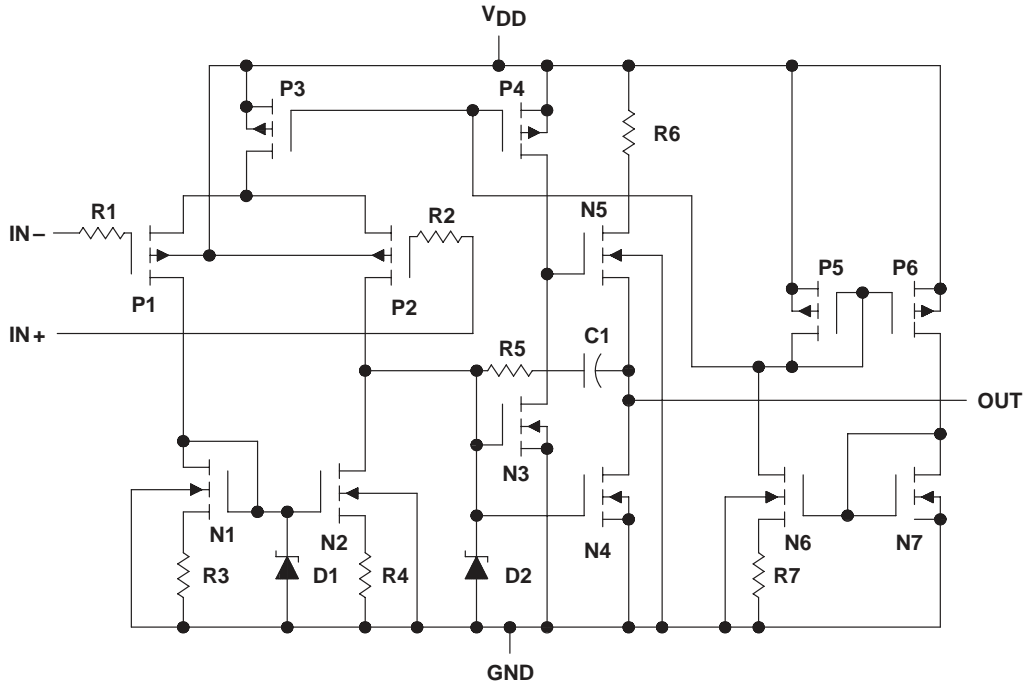 VDD
P3
P4
R6
R1
R2
N5
IN−
P1
P2
P5
P6
IN+
R5
C1
OUT
N3
N1
N2
N4
N6
N7
R3
D1
R4
D2
R7
GND